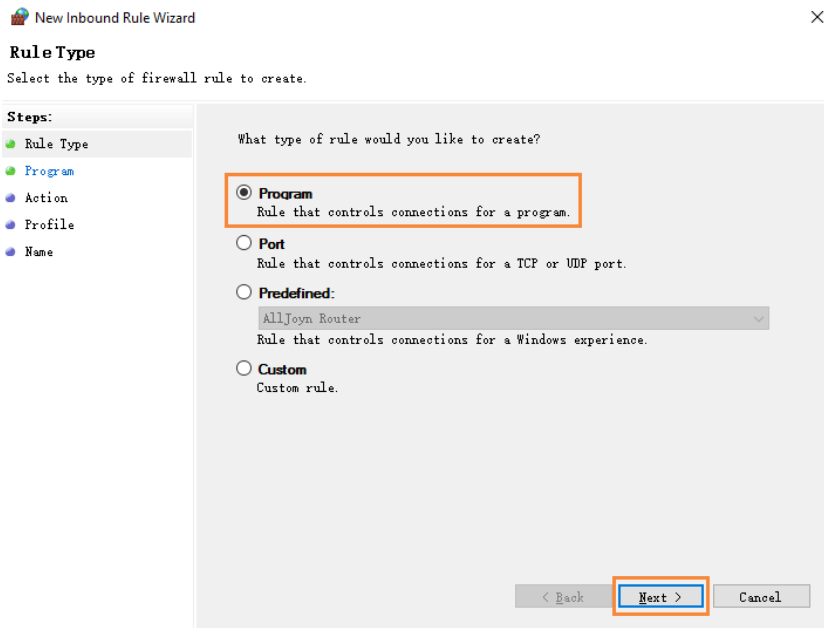 New Inbound Rule Wizard
Rule Type
Select the type of firewall rule to create.
Steps:
Rule Type
Program
Action
Profile
Name
What type of rule would you like to create?
Program
Rule that controls connections for a program.
Port
Rule that controls connections for a TCP or UDP port.
Predefined:
AllJoyn Router
Rule that controls connections for a Windows experience.
Custom
Custom rule.
< Back
Next >
Cancel